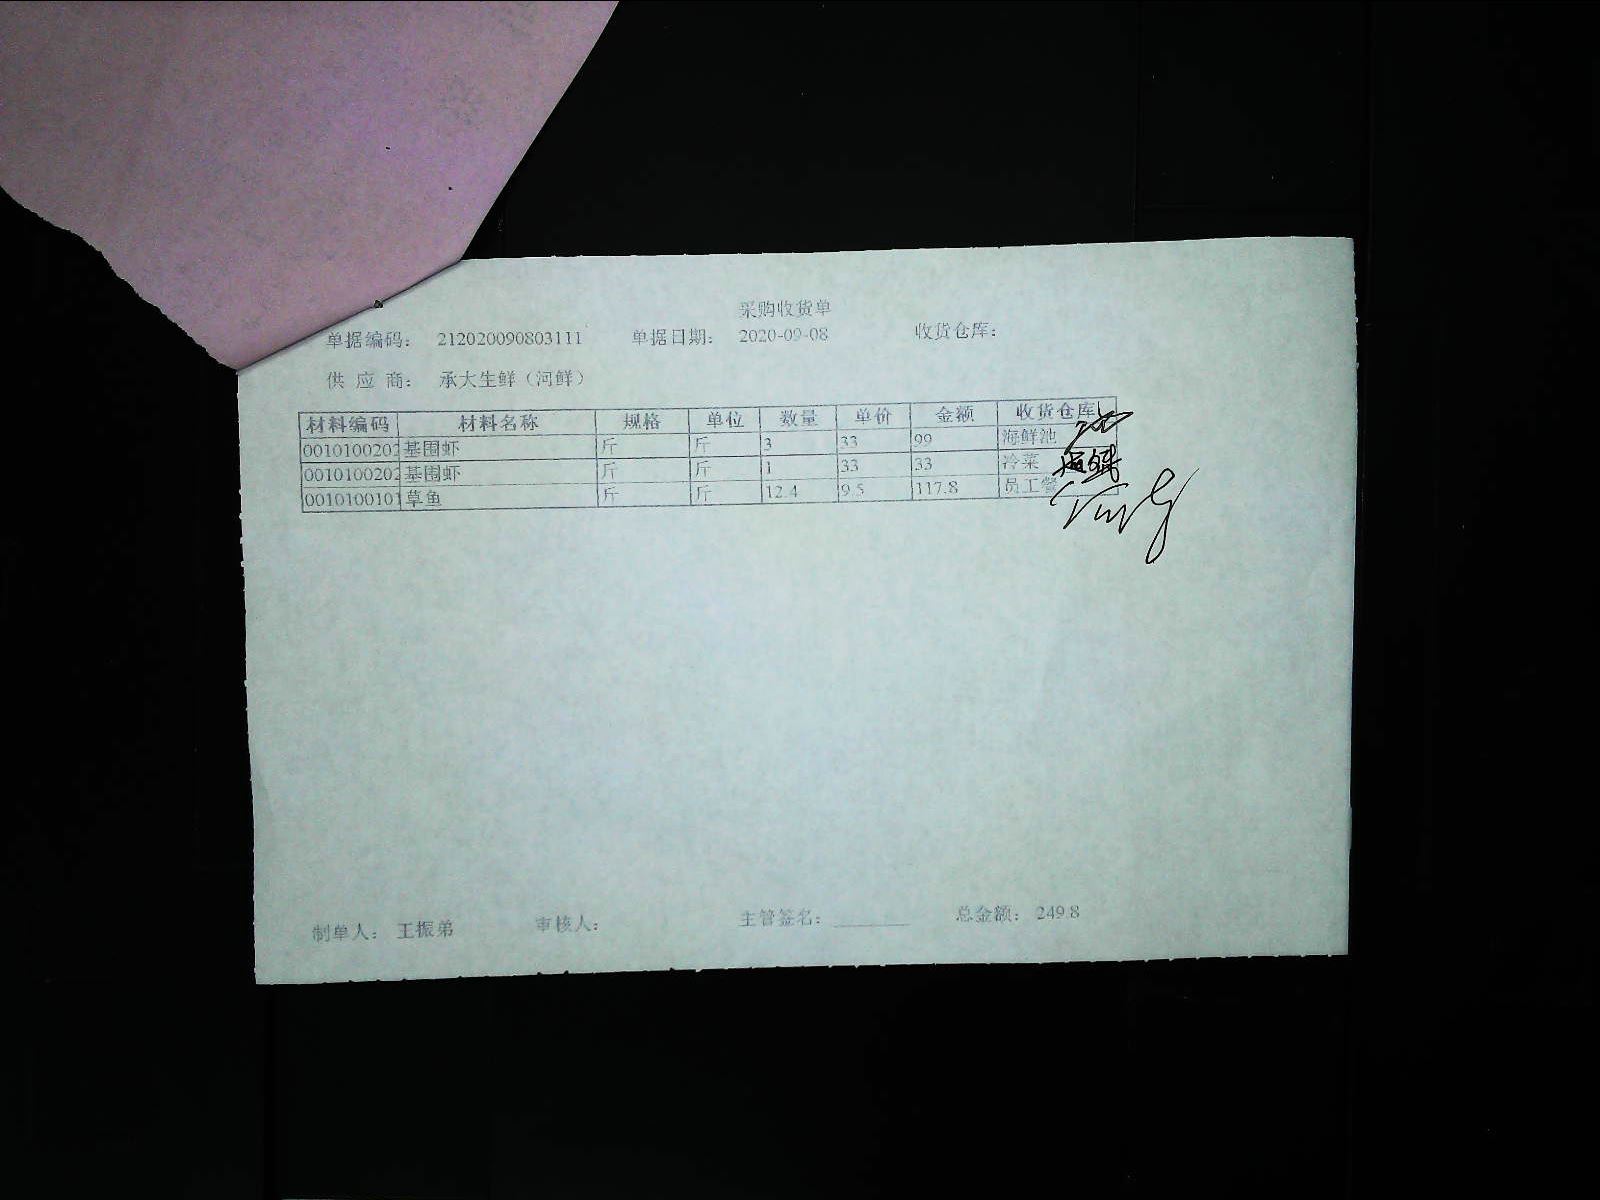 采购收货单
单据编码： 212020090803111 单据日期： 2020-09-08 收货仓库：
供 应 商： 承大生鲜（河鲜）
材料编码 材料名称 规格 单位 数量 单价 金额 收货仓库
0010100202 基围虾 斤 斤 3 33 99 海鲜池
0010100202 基围虾 斤 斤 1 33 33 冷菜
0010100101 草鱼 斤 斤 12.4 9.5 117.8 员工餐
制单人： 王振弟 审核人： 主管签名： 总金额： 249.8